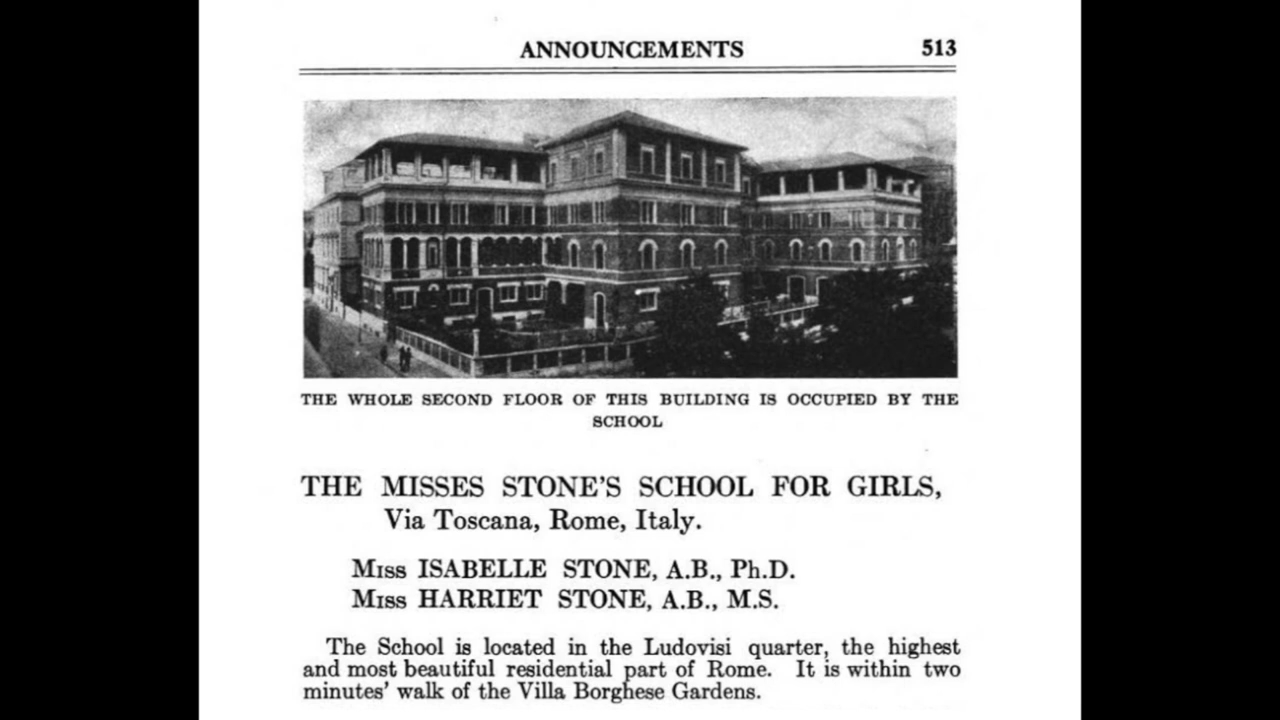 ANNOUNCEMENTS 513
THE WHOLE SECOND FLOOR OF THIS BUILDING IS OCCUPIED BY THE
SCHOOL
THE MISSES STONE'S SCHOOL FOR GIRLS,
Via Toscana, Rome, Italy.
Miss ISABELLE STONE, A.B., Ph.D.
Miss HARRIET STONE, A.B., M.S.
The School is located in the Ludovisi quarter, the highest
and most beautiful residential part of Rome. It is within two
minutes' walk of the Villa Borghese Gardens.